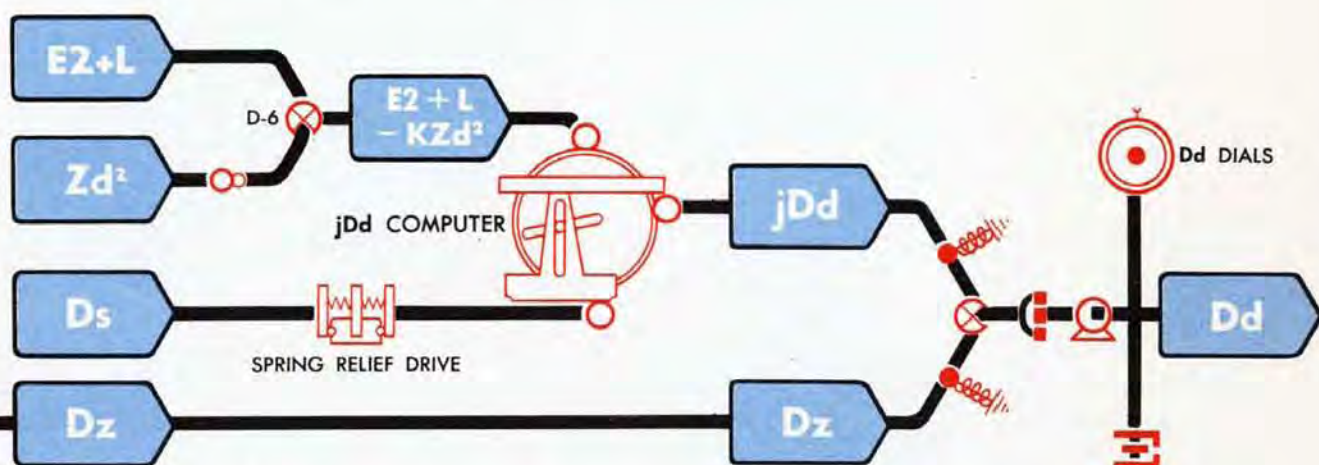 E2+L
D-6
E2 + L
– KZd²
Zd²
jDd COMPUTER
jDd
Dd DIALS
Ds
SPRING RELIEF DRIVE
Dd
Dz
Dz